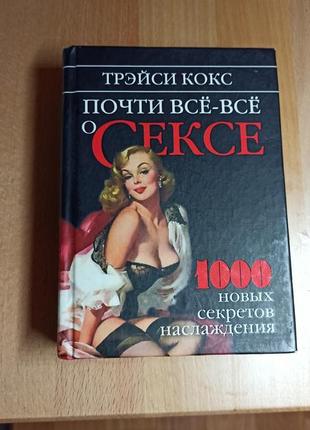 ТРЭЙСИ КОКС
ПОЧТИ ВСЁ-ВСЁ
О СЕКСЕ
1000
новых
секретов
наслаждения